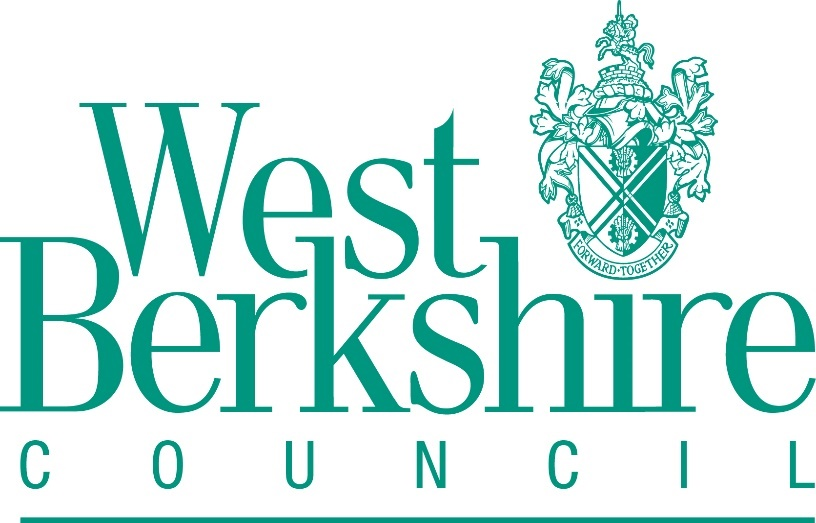 West
Berkshire
COUNCIL
FORWARD·TOGETHER